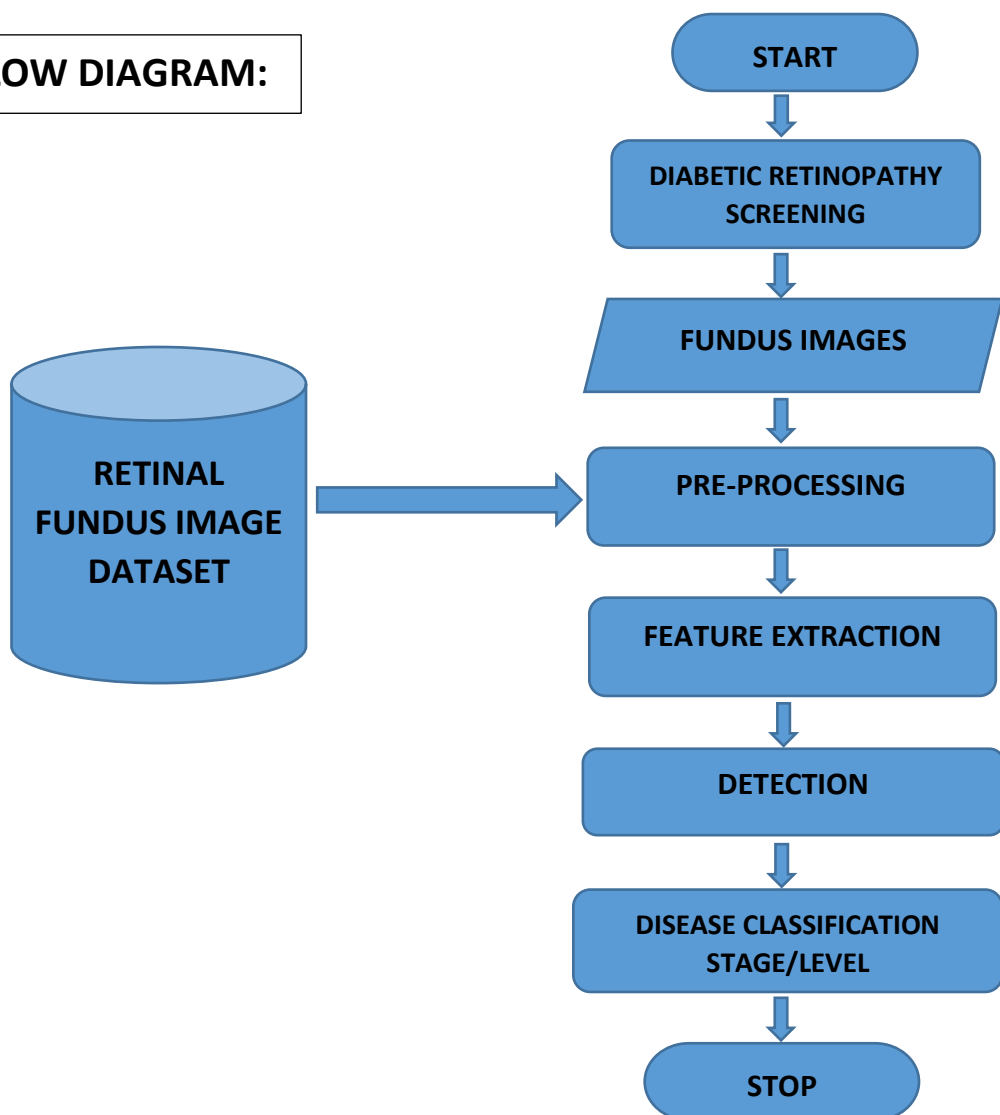 LOW DIAGRAM:
START
DIABETIC RETINOPATHY
SCREENING
FUNDUS IMAGES
RETINAL
FUNDUS IMAGE
DATASET
PRE-PROCESSING
FEATURE EXTRACTION
DETECTION
DISEASE CLASSIFICATION
STAGE/LEVEL
STOP